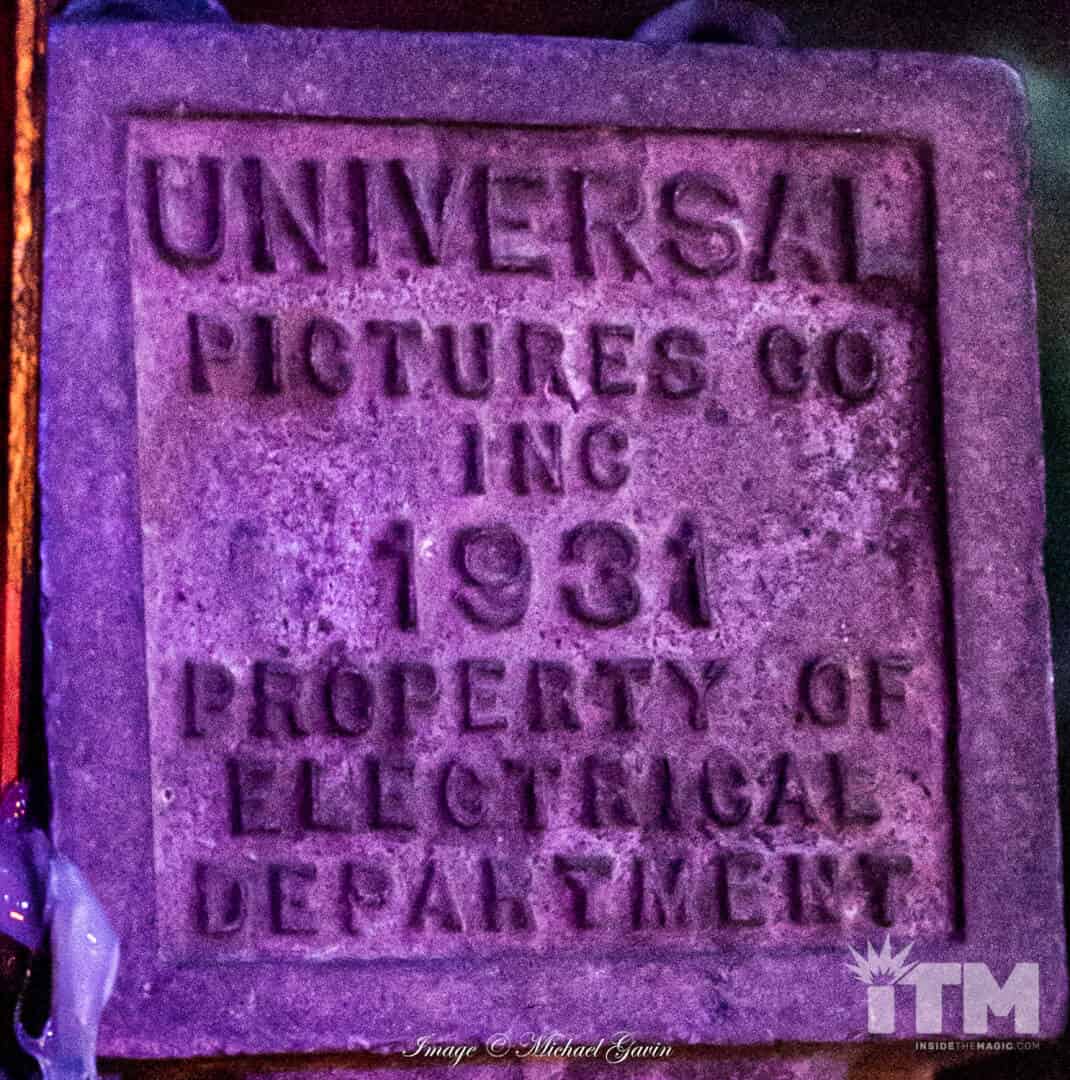 UNIVERSAL
PICTURES CO
INC
1931
PROPERTY OF
ELECTRICAL
DEPARTMENT
iTM
INSIDETHEMAGIC.COM
Image © Michael Gavin